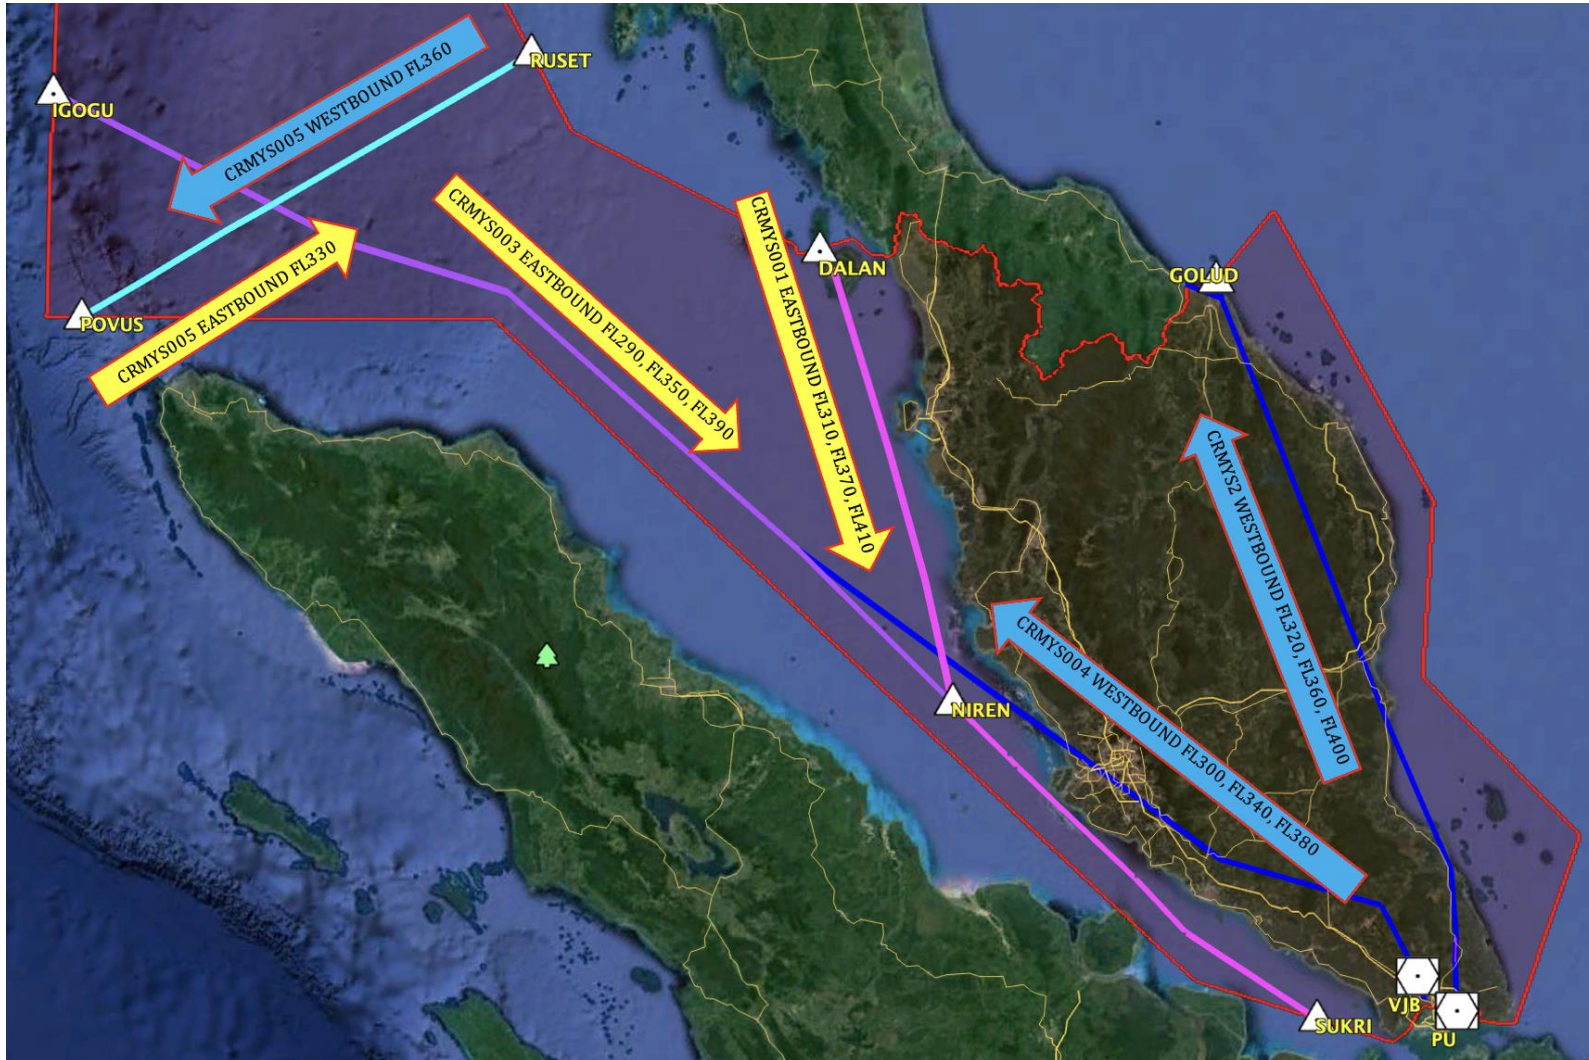 RUSET
IGOGU
CRMYS005 WESTBOUND FL360
CRMYS003 EASTBOUND FL290, FL350, FL390
CRMYS001 EASTBOUND FL310, FL370, FL410
DALAN
GOLUD
CRMYS005 EASTBOUND FL330
POVUS
CRMYS2 WESTBOUND FL320, FL360, FL400
CRMYS004 WESTBOUND FL300, FL340, FL380
NIREN
VJB
SUKRI
PU